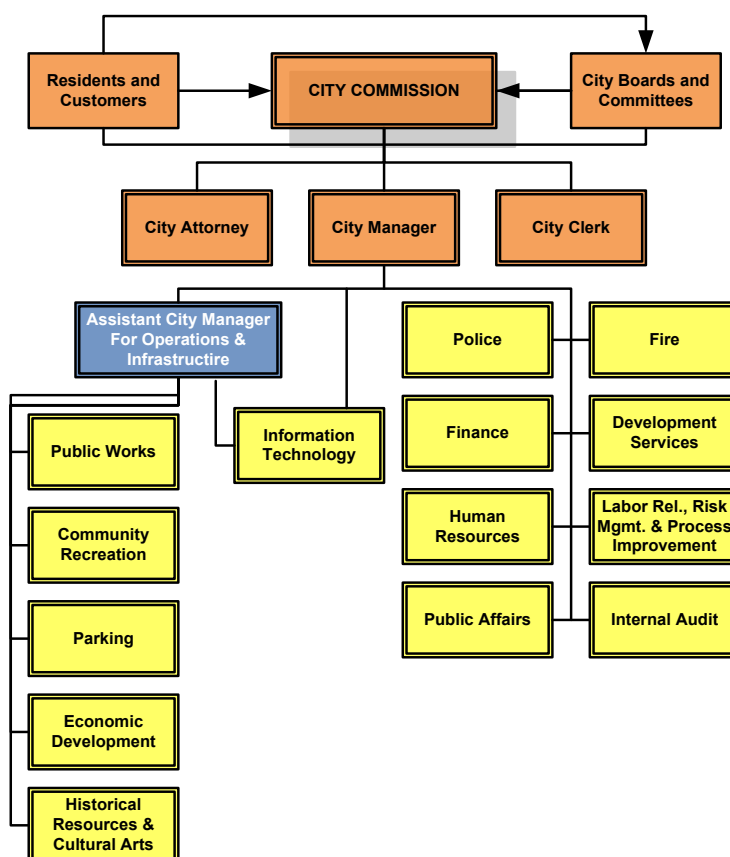 Residents and
Customers
CITY COMMISSION
City Boards and
Committees
City Attorney
City Manager
City Clerk
Assistant City Manager
For Operations &
Infrastructire
Police
Fire
Public Works
Information
Technology
Finance
Development
Services
Community
Recreation
Human
Resources
Labor Rel., Risk
Mgmt. & Process
Improvement
Parking
Public Affairs
Internal Audit
Economic
Development
Historical
Resources &
Cultural Arts